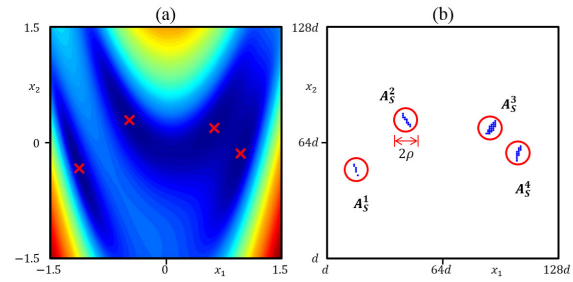 (a)
(b)
1.5
x₂
0
−1.5
−1.5
0
x₁
1.5
128d
x₂
64d
d
d
64d
x₁
128d
A_S^2
2ρ
A_S^1
A_S^3
A_S^4